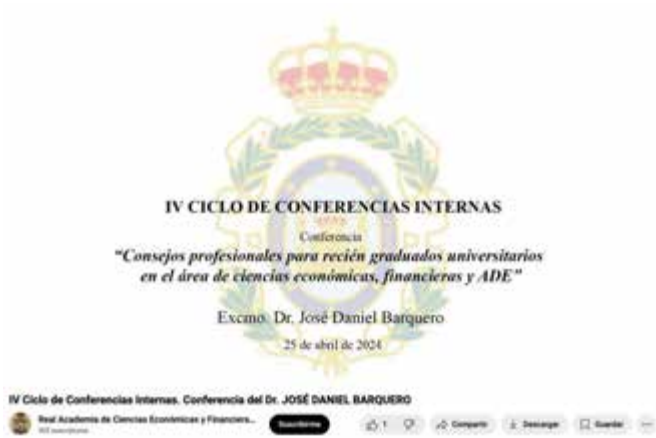 IV CICLO DE CONFERENCIAS INTERNAS
Conferencia
“Consejos profesionales para recién graduados universitarios
en el área de ciencias económicas, financieras y ADE”
Excmo. Dr. José Daniel Barquero
25 de abril de 2024
IV Ciclo de Conferencias Internas. Conferencia del Dr. JOSÉ DANIEL BARQUERO
Real Academia de Ciencias Económicas y Financiera...
Suscribirme
1
Compartir
Descargar
Guardar